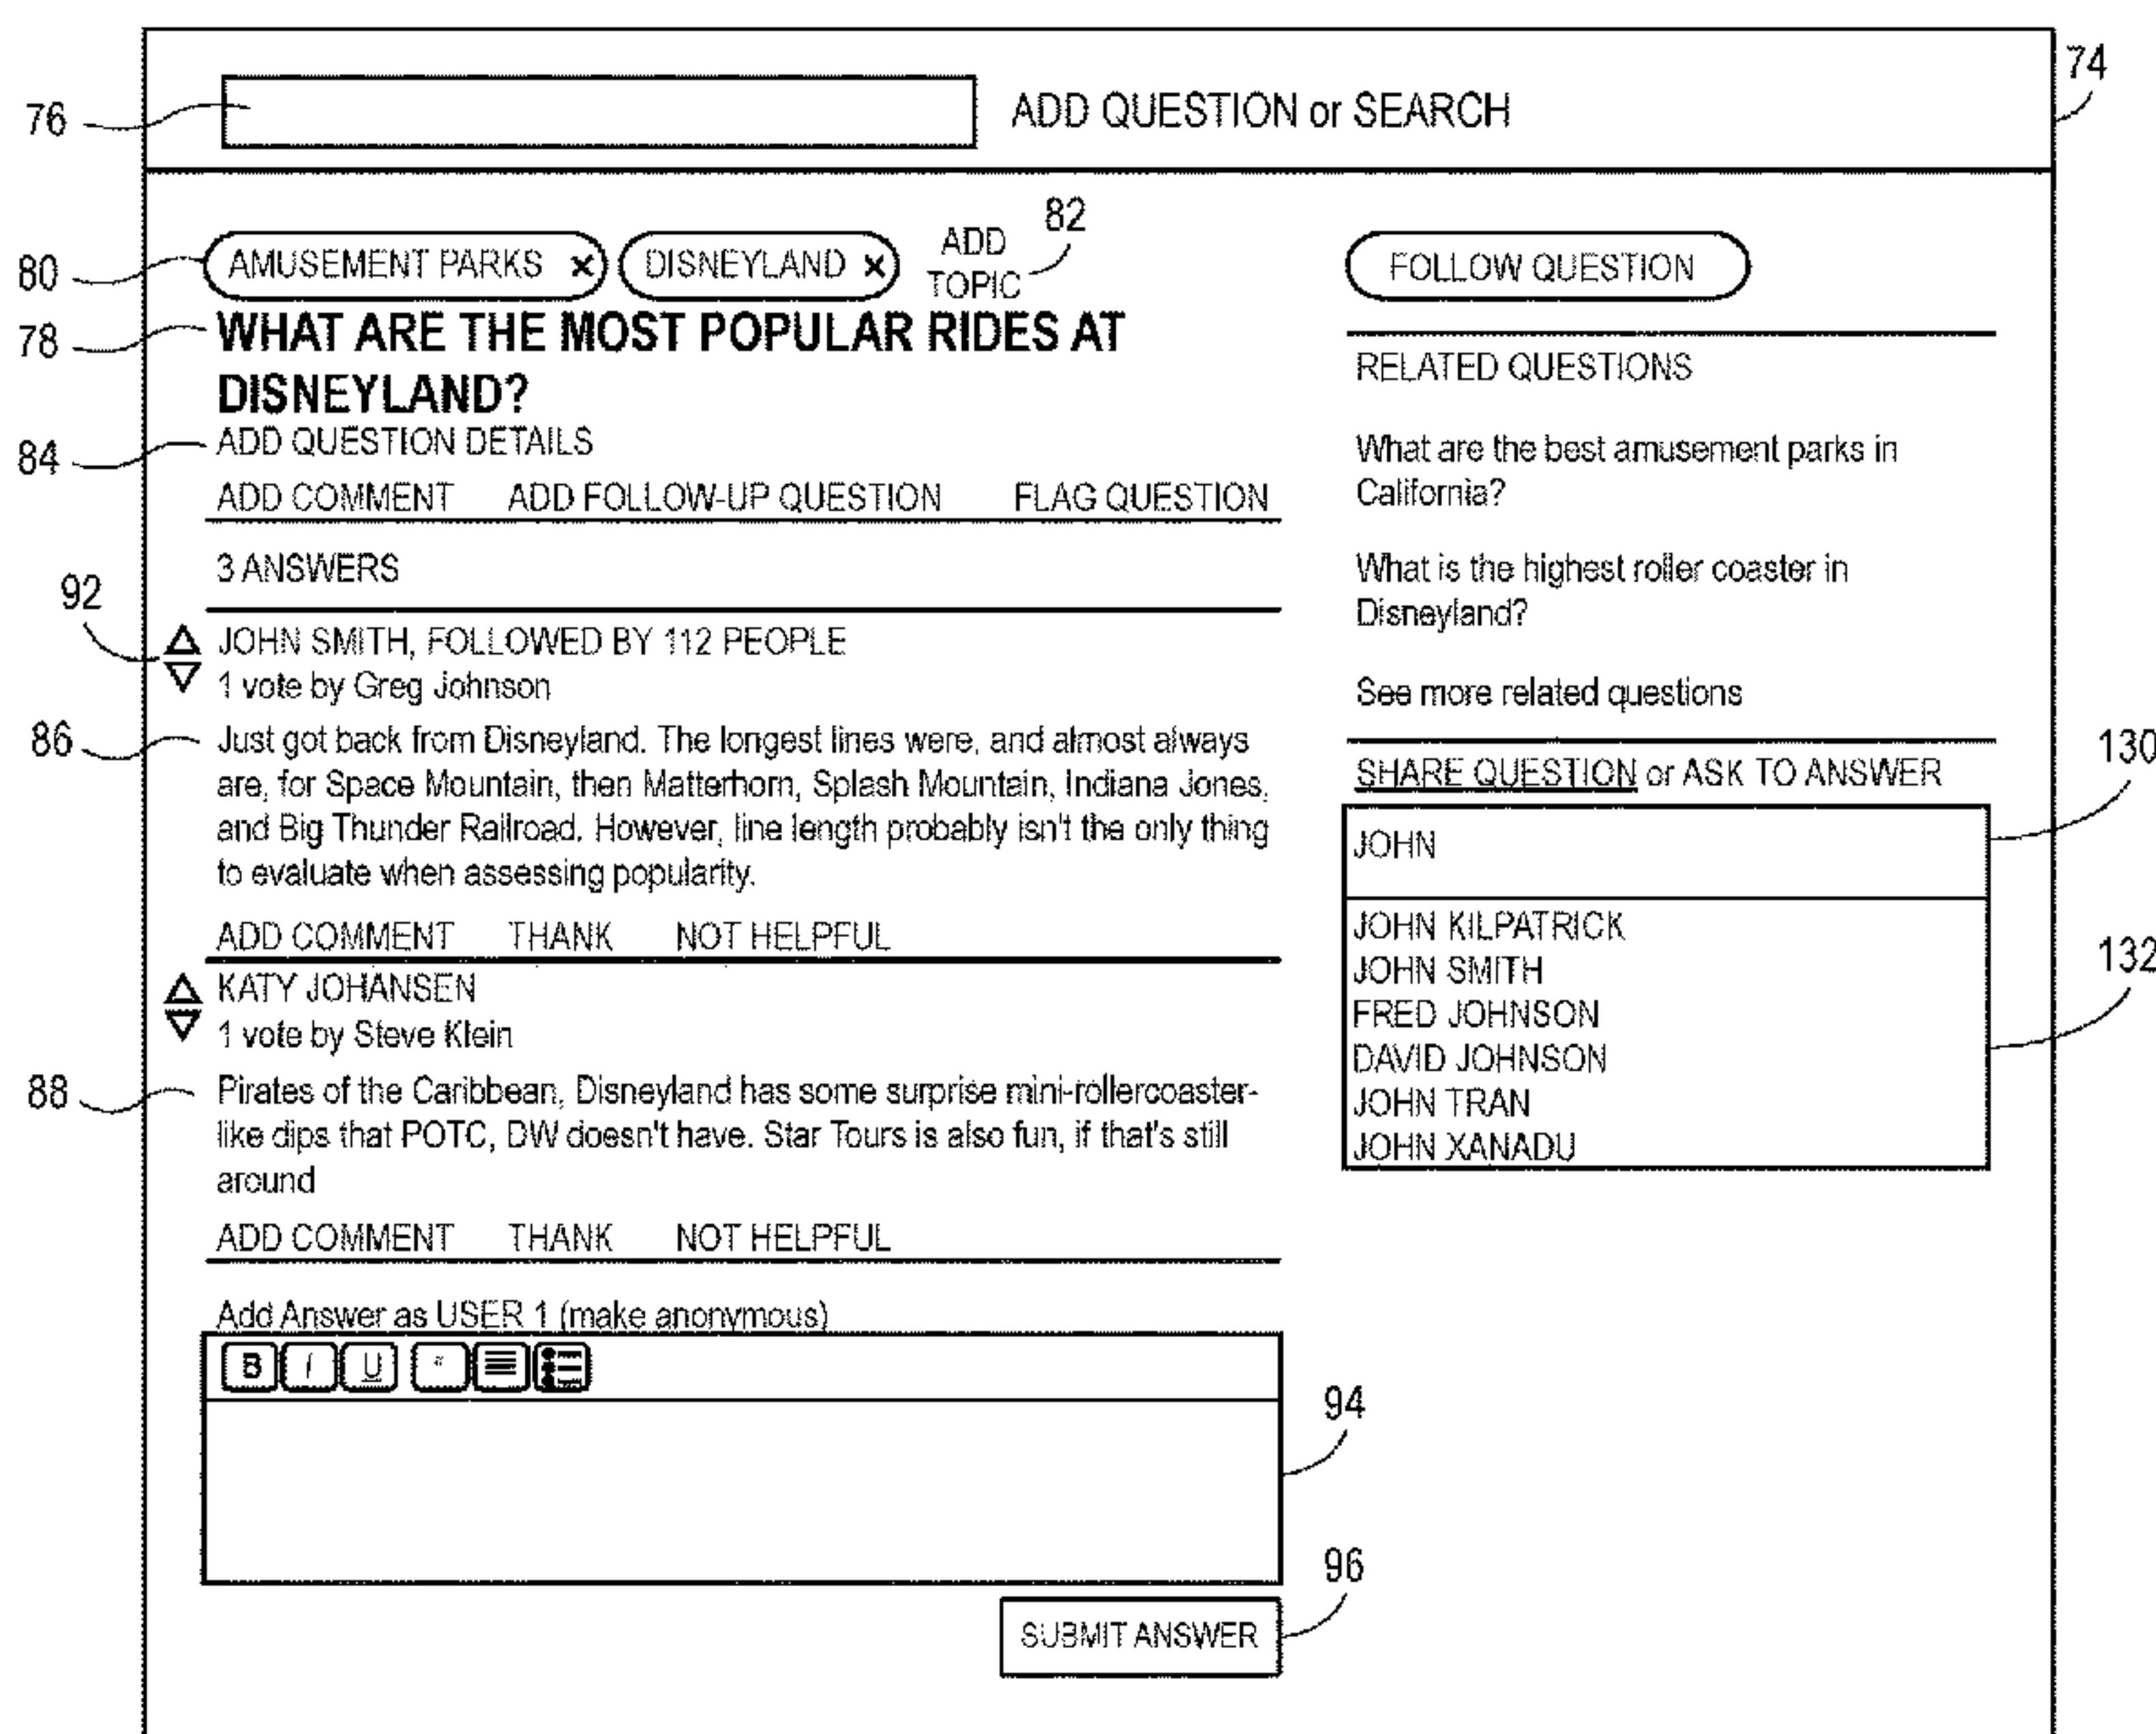 74
76
ADD QUESTION or SEARCH
82
80
AMUSEMENT PARKS x
DISNEYLAND x
ADD
TOPIC
78
WHAT ARE THE MOST POPULAR RIDES AT
DISNEYLAND?
84
ADD QUESTION DETAILS
ADD COMMENT ADD FOLLOW-UP QUESTION FLAG QUESTION
3 ANSWERS
92
JOHN SMITH, FOLLOWED BY 112 PEOPLE
1 vote by Greg Johnson
86
Just got back from Disneyland. The longest lines were, and almost always
are, for Space Mountain, then Matterhorn, Splash Mountain, Indiana Jones,
and Big Thunder Railroad. However, line length probably isn't the only thing
to evaluate when assessing popularity.
ADD COMMENT THANK NOT HELPFUL
KATY JOHANSEN
1 vote by Steve Klein
88
Pirates of the Caribbean, Disneyland has some surprise mini-rollercoaster-
like dips that POTC, DW doesn't have. Star Tours is also fun, if that's still
around
ADD COMMENT THANK NOT HELPFUL
Add Answer as USER 1 (make anonymous)
B I U “
94
96
SUBMIT ANSWER
FOLLOW QUESTION
RELATED QUESTIONS
What are the best amusement parks in
California?
What is the highest roller coaster in
Disneyland?
See more related questions
SHARE QUESTION or ASK TO ANSWER
130
JOHN
132
JOHN KILPATRICK
JOHN SMITH
FRED JOHNSON
DAVID JOHNSON
JOHN TRAN
JOHN XANADU